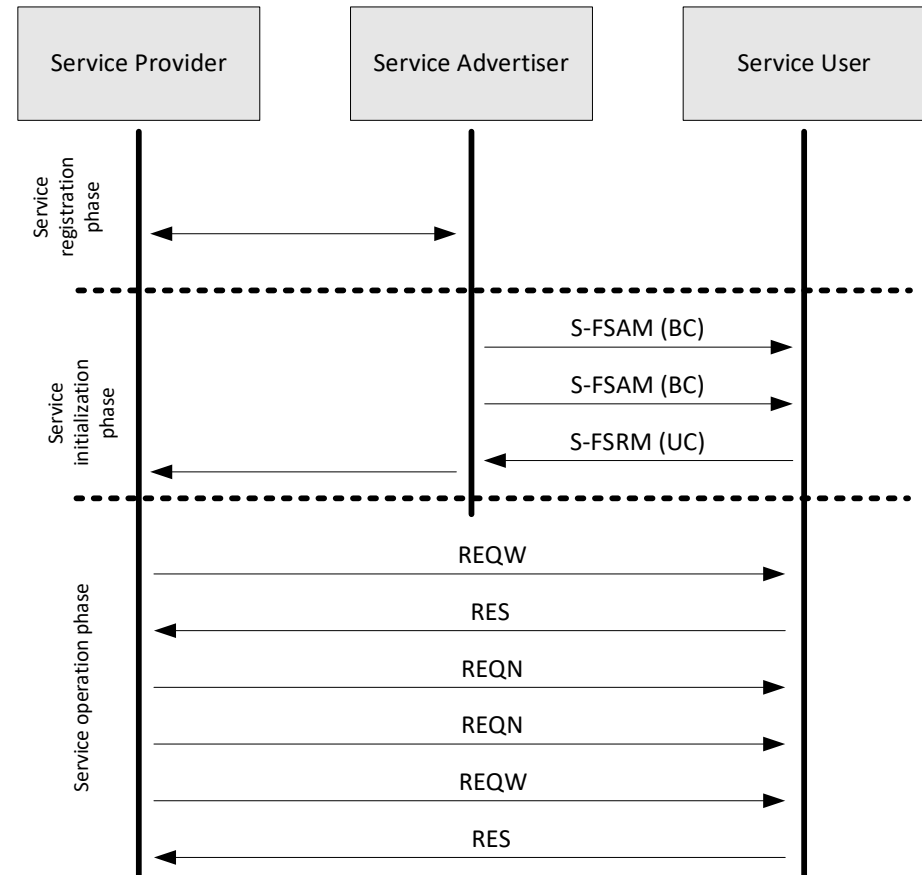 Service Provider
Service Advertiser
Service User
Service
registration
phase
S-FSAM (BC)
S-FSAM (BC)
S-FSRM (UC)
Service
initialization
phase
REQW
RES
REQN
REQN
REQW
RES
Service operation phase